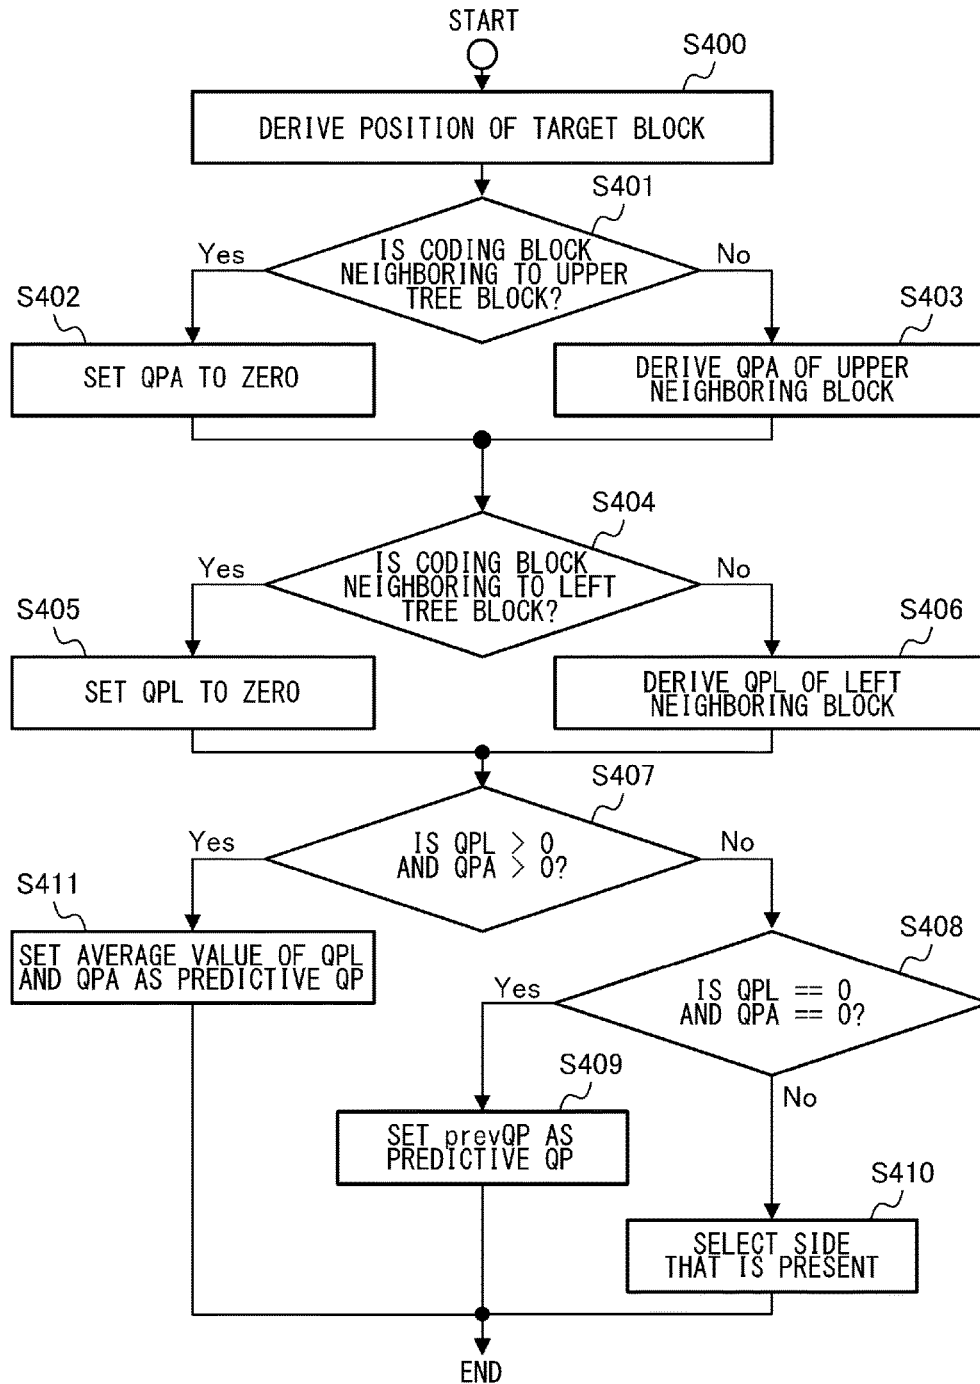 START
S400
DERIVE POSITION OF TARGET BLOCK
S401
IS CODING BLOCK
NEIGHBORING TO UPPER
TREE BLOCK?
Yes
No
S402
SET QPA TO ZERO
S403
DERIVE QPA OF UPPER
NEIGHBORING BLOCK
S404
IS CODING BLOCK
NEIGHBORING TO LEFT
TREE BLOCK?
Yes
No
S405
SET QPL TO ZERO
S406
DERIVE QPL OF LEFT
NEIGHBORING BLOCK
S407
IS QPL > 0
AND QPA > 0?
Yes
No
S411
SET AVERAGE VALUE OF QPL
AND QPA AS PREDICTIVE QP
S408
IS QPL == 0
AND QPA == 0?
Yes
No
S409
SET prevQP AS
PREDICTIVE QP
S410
SELECT SIDE
THAT IS PRESENT
END